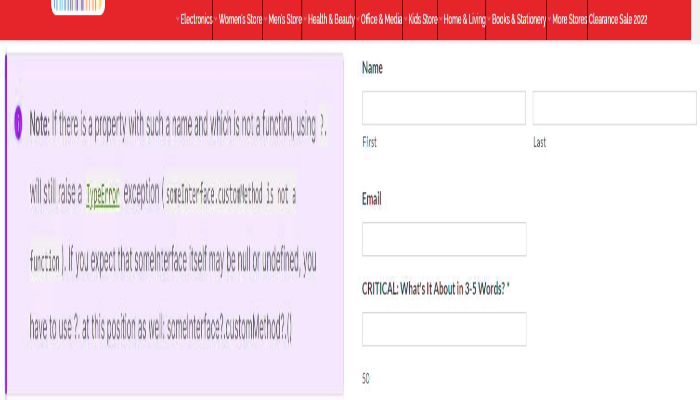 Electronics Women's Store Men's Store Health & Beauty Office & Media Kids Store Home & Living Books & Stationery More Stores Clearance Sale 2022
Note: If there is a property with such a name and which is not a function, using ?.
will still raise a TypeError exception (someInterface.customMethod is not a
function). If you expect that someInterface itself may be null or undefined, you
have to use ?. at this position as well: someInterface?.customMethod?.()
Name
First Last
Email
CRITICAL: What's It About in 3-5 Words? *
50